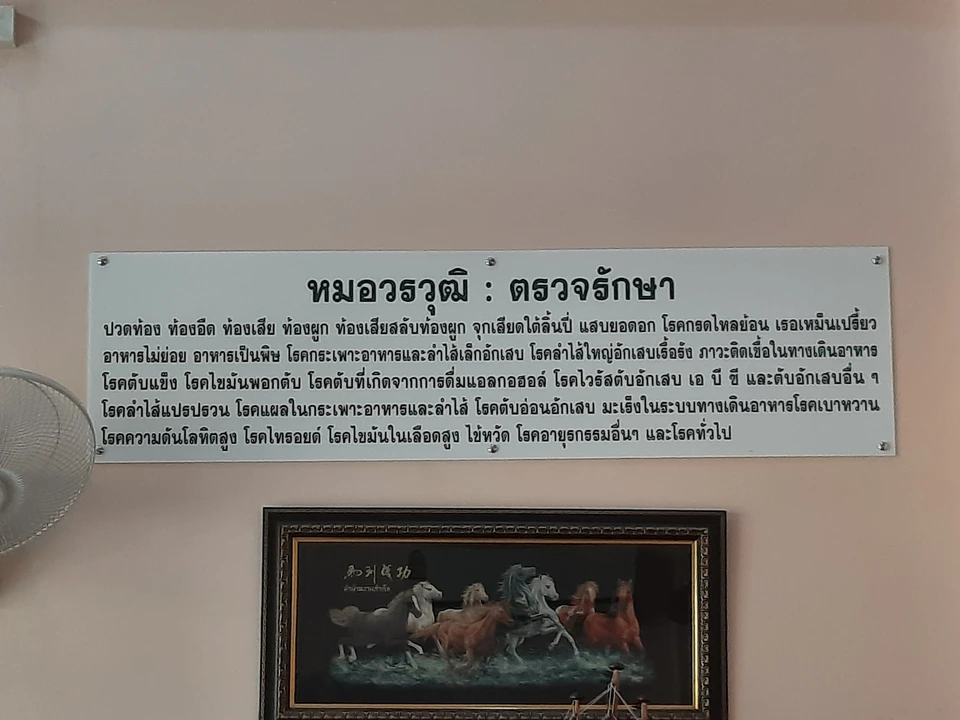 หมอวรวุฒิ : ตรวจรักษา
ปวดท้อง ท้องอืด ท้องเสีย ท้องผูก ท้องเสียสลับท้องผูก จุกเสียดใต้ลิ้นปี่ แสบยอดอก โรคกรดไหลย้อน เรอเหม็นเปรี้ยว
อาหารไม่ย่อย อาหารเป็นพิษ โรคกระเพาะอาหารและลำไส้เล็กอักเสบ โรคลำไส้ใหญ่อักเสบเรื้อรัง ภาวะติดเชื้อในทางเดินอาหาร
โรคตับแข็ง โรคไขมันพอกตับ โรคตับที่เกิดจากการดื่มแอลกอฮอล์ โรคไวรัสตับอักเสบ เอ บี ซี และตับอักเสบอื่น ๆ
โรคลำไส้แปรปรวน โรคแผลในกระเพาะอาหารและลำไส้ โรคตับอ่อนอักเสบ มะเร็งในระบบทางเดินอาหารโรคเบาหวาน
โรคความดันโลหิตสูง โรคไทรอยด์ โรคไขมันในเลือดสูง ไข้หวัด โรคอายุรกรรมอื่นๆ และโรคทั่วไป
馬到成功